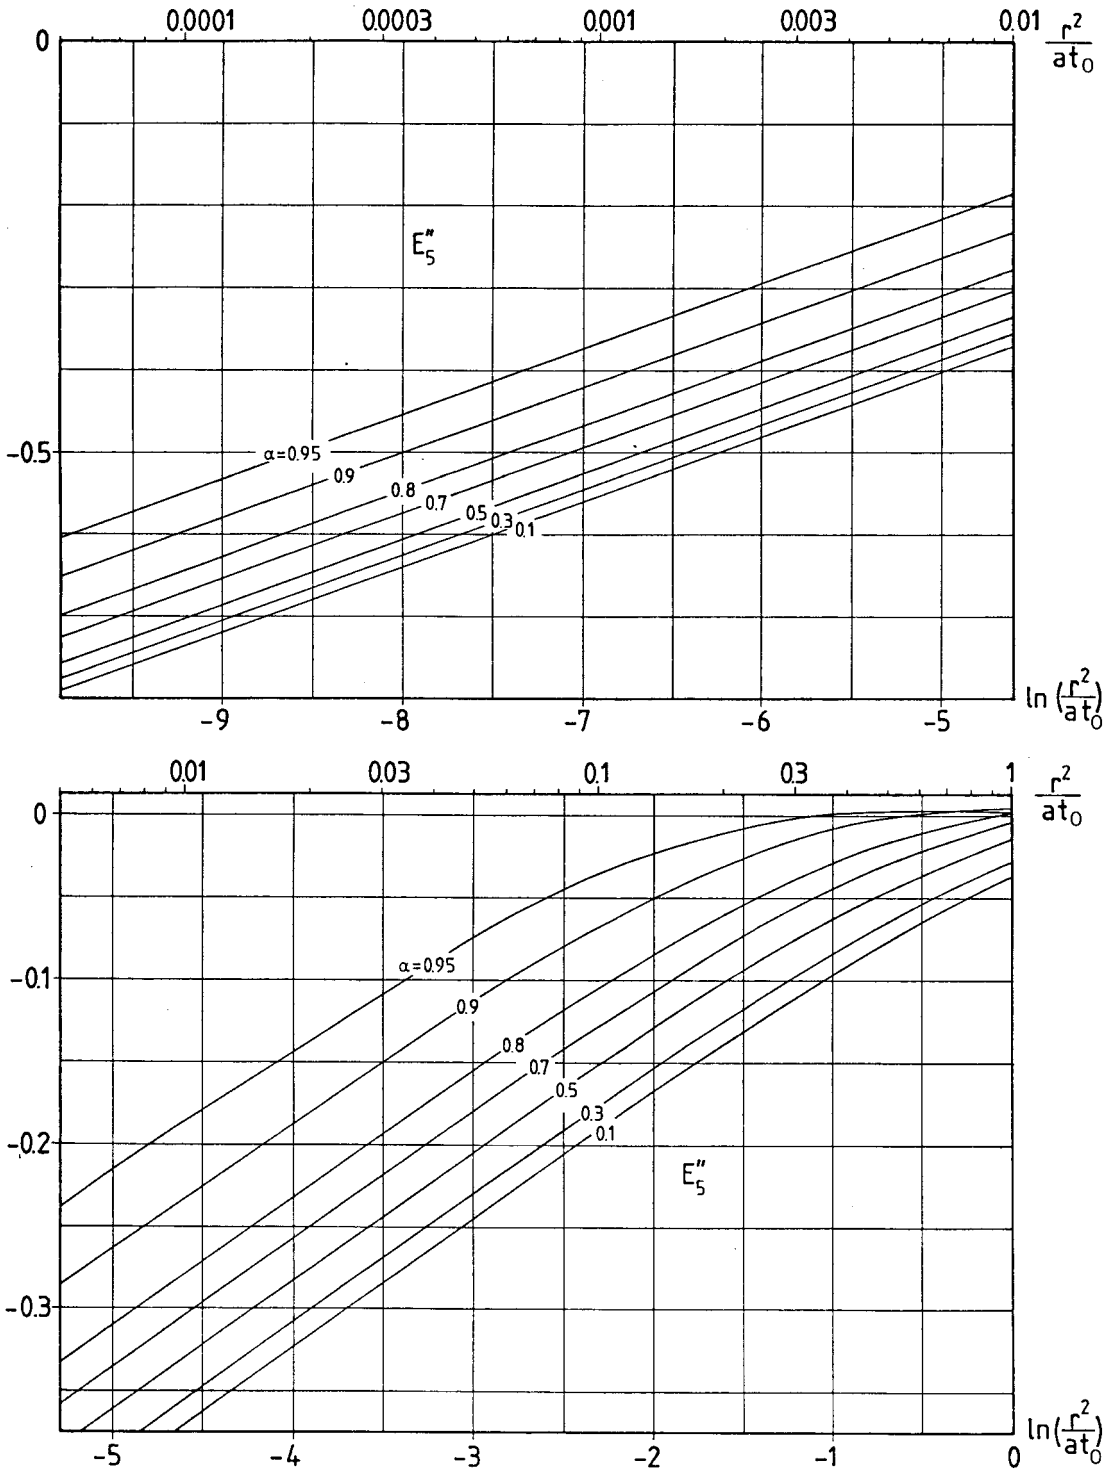 0.0001 0.0003 0.001 0.003 0.01 r²/at₀
0
E₅″
-0.5
α=0.95
0.9
0.8
0.7
0.5
0.3
0.1
-9 -8 -7 -6 -5 ln(r²/at₀)
0.01 0.03 0.1 0.3 1 r²/at₀
0
α=0.95
-0.1
0.9
0.8
0.7
0.5
0.3
0.1
-0.2
E₅″
-0.3
-5 -4 -3 -2 -1 0 ln(r²/at₀)